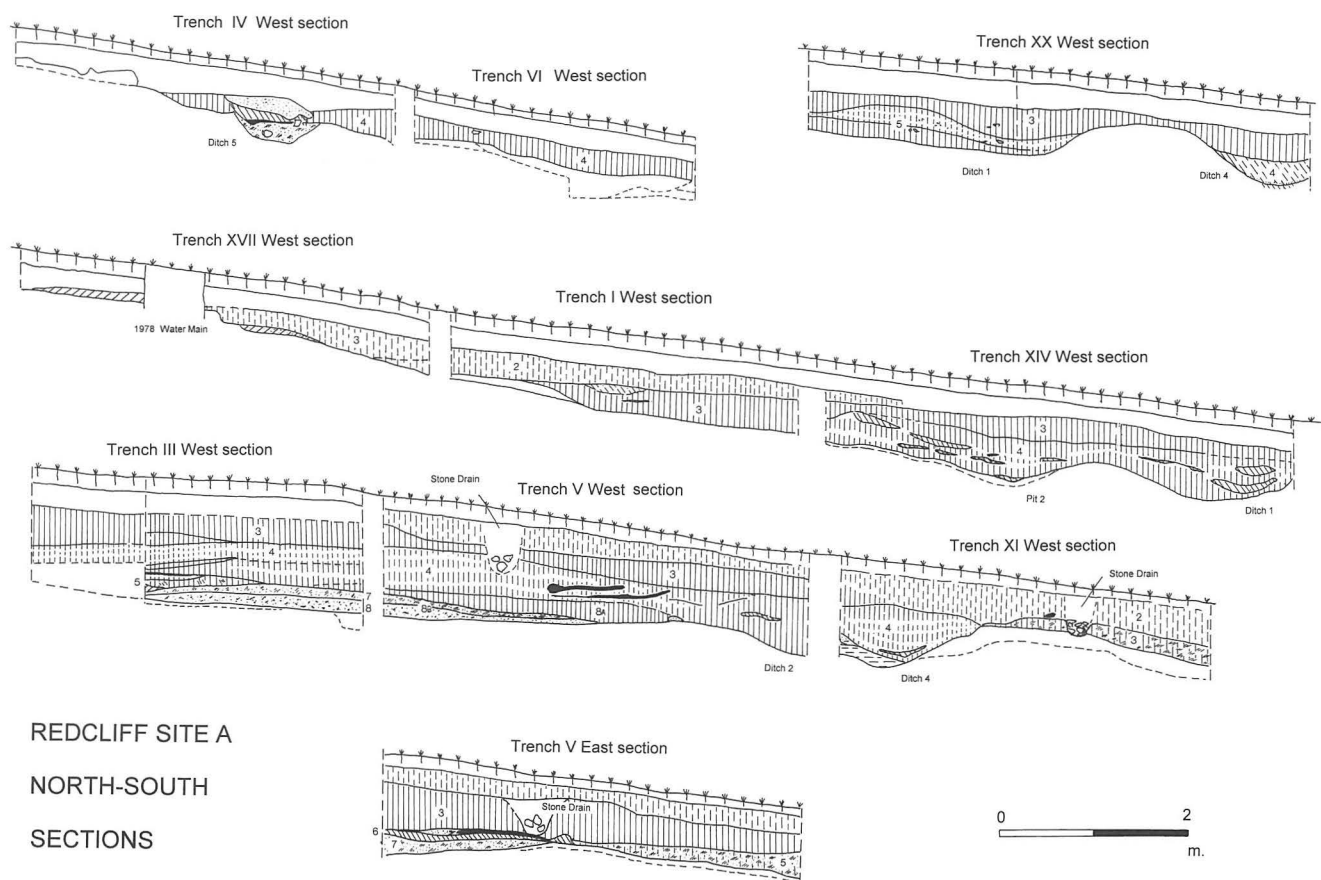 Trench IV West section
Trench VI West section
4
Ditch 5
4
Trench XX West section
3
5
Ditch 1
Ditch 4
4
Trench XVII West section
1978 Water Main
3
Trench I West section
2
3
Trench XIV West section
3
4
Pit 2
Ditch 1
Trench III West section
3
4
5
7
8
Stone Drain
Trench V West section
4
3
8B
8A
Ditch 2
Trench XI West section
Stone Drain
4
2
3
Ditch 4
REDCLIFF SITE A
NORTH-SOUTH
SECTIONS
Trench V East section
Stone Drain
3
6
7
5
0 2
m.